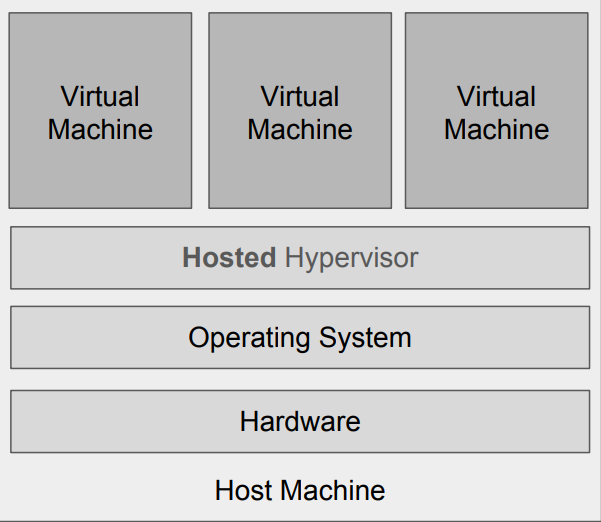 Virtual Virtual Virtual
Machine Machine Machine
Hosted Hypervisor
Operating System
Hardware
Host Machine